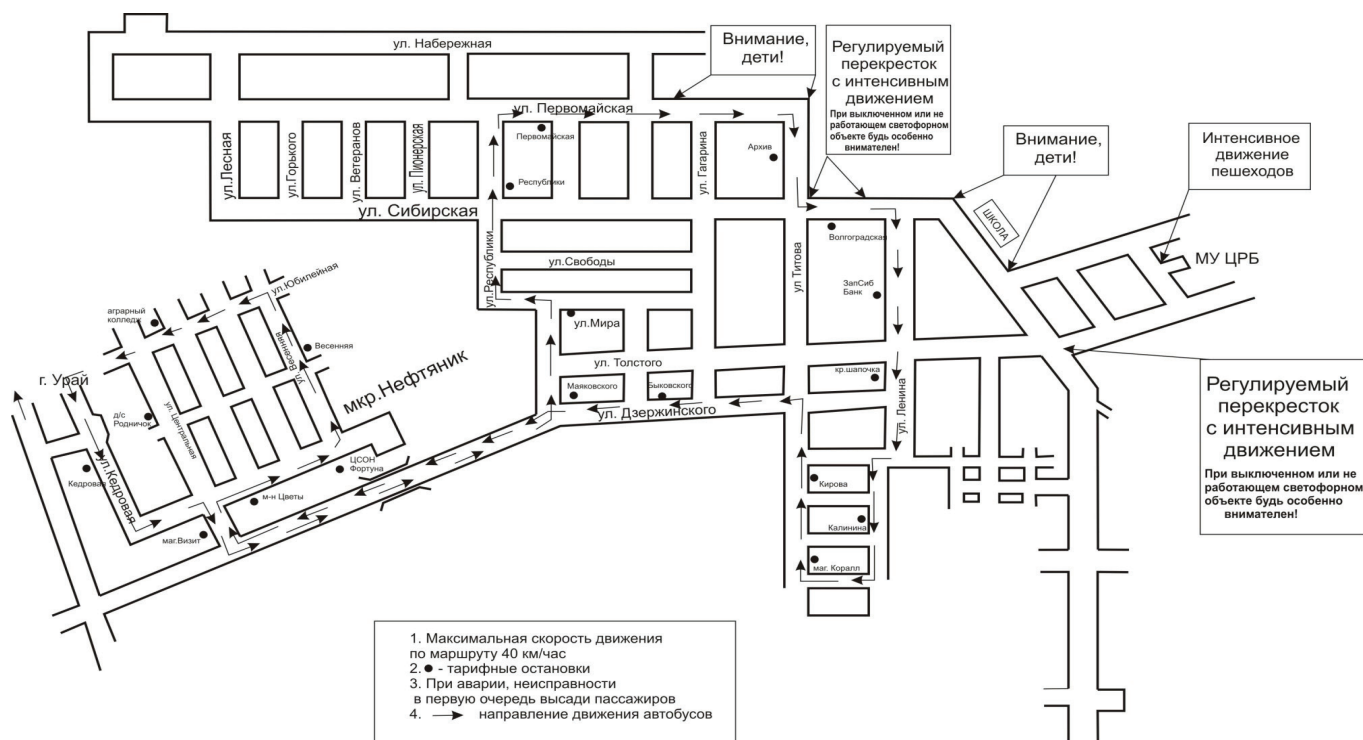 ул. Набережная
Внимание,
дети!
Регулируемый
перекресток
с интенсивным
движением
При выключенном или не
работающем светофорном
объекте будь особенно
внимателен!
ул. Первомайская
Первомайская
Республики
ул.Лесная
ул.Горького
ул. Ветеранов
ул. Пионерская
ул. Гагарина
Архив
Внимание,
дети!
Интенсивное
движение
пешеходов
ул. Сибирская
ШКОЛА
МУ ЦРБ
ул.Республики
ул.Свободы
ул Титова
Волгоградская
ЗапСиб
Банк
ул.Юбилейная
аграрный
колледж
ул. Весенняя
Весенняя
ул.Мира
ул. Толстого
г. Урай
мкр.Нефтяник
Маяковского
Быковского
кр.шапочка
ул. Ленина
ул. Дзержинского
д/с
Родничок
ул.Центральная
Регулируемый
перекресток
с интенсивным
движением
При выключенном или не
работающем светофорном
объекте будь особенно
внимателен!
ул.Кедровая
Кедровая
ЦСОН
Фортуна
м-н Цветы
маг.Визит
Кирова
Калинина
маг. Коралл
1. Максимальная скорость движения
по маршруту 40 км/час
2. ● - тарифные остановки
3. При аварии, неисправности
в первую очередь высади пассажиров
4. → направление движения автобусов